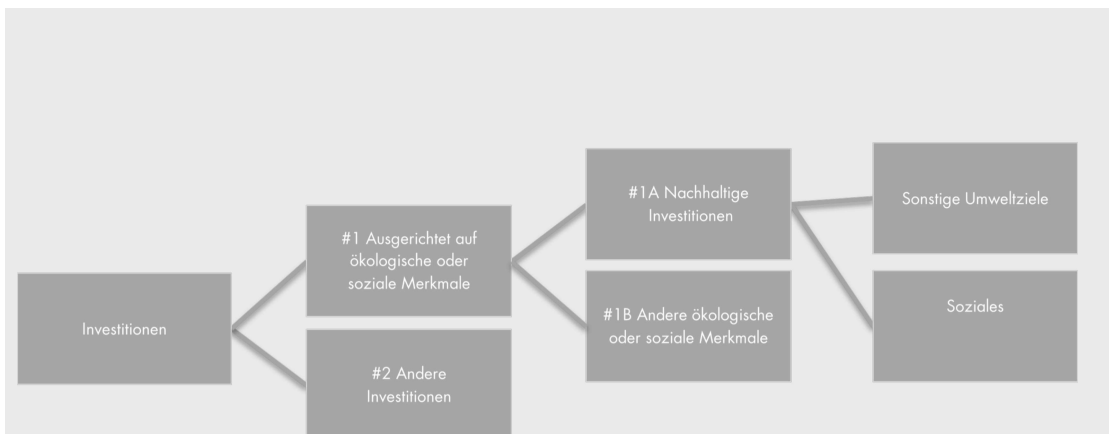 Investitionen
#1 Ausgerichtet auf
ökologische oder
soziale Merkmale
#2 Andere
Investitionen
#1A Nachhaltige
Investitionen
#1B Andere ökologische
oder soziale Merkmale
Sonstige Umweltziele
Soziales